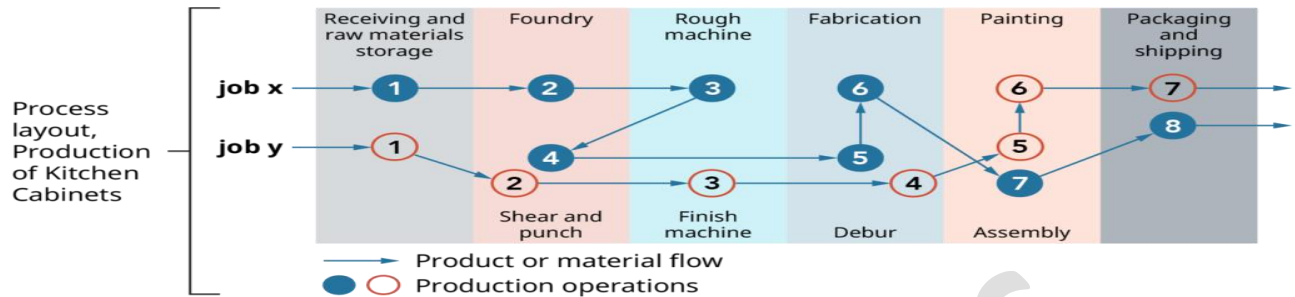 Receiving and
raw materials
storage
Foundry
Rough
machine
Fabrication
Painting
Packaging
and
shipping
job x
1
2
3
6
6
7
Process
layout,
Production
of Kitchen
Cabinets
job y
1
4
5
5
8
2
3
4
7
Shear and
punch
Finish
machine
Debur
Assembly
Product or material flow
Production operations